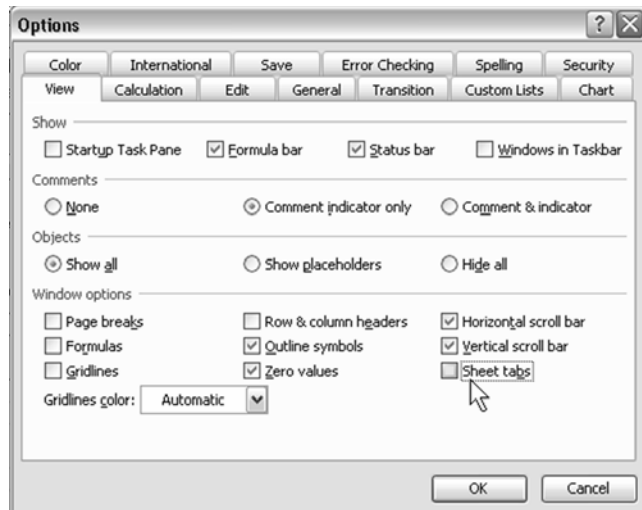 Options
Color International Save Error Checking Spelling Security
View Calculation Edit General Transition Custom Lists Chart
Show
Startup Task Pane Formula bar Status bar Windows in Taskbar
Comments
None Comment indicator only Comment & indicator
Objects
Show all Show placeholders Hide all
Window options
Page breaks Row & column headers Horizontal scroll bar
Formulas Outline symbols Vertical scroll bar
Gridlines Zero values Sheet tabs
Gridlines color: Automatic
OK Cancel